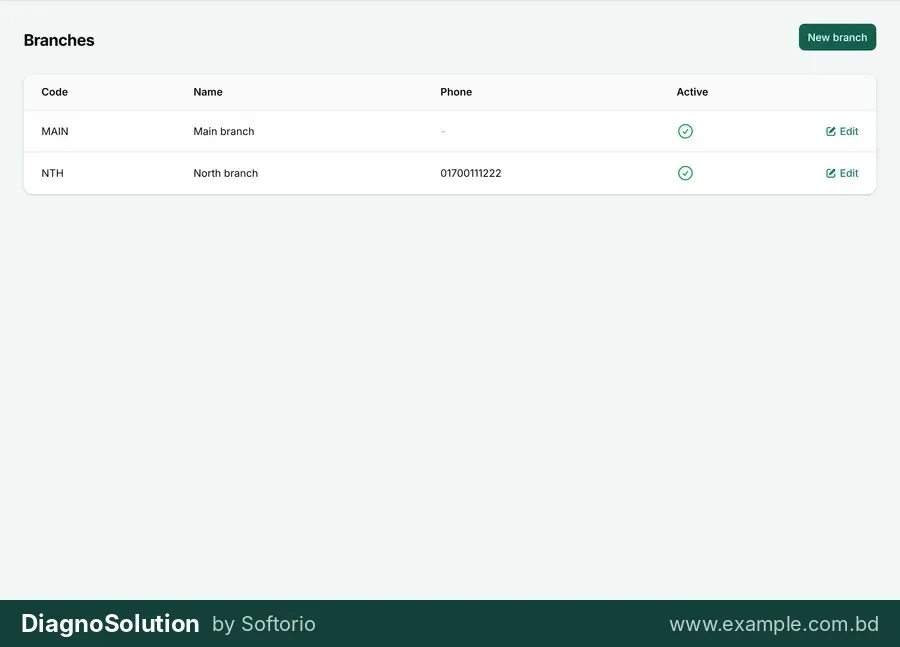 Branches
New branch
Code Name Phone Active
MAIN Main branch - Edit
NTH North branch 01700111222 Edit
DiagnoSolution by Softorio www.example.com.bd